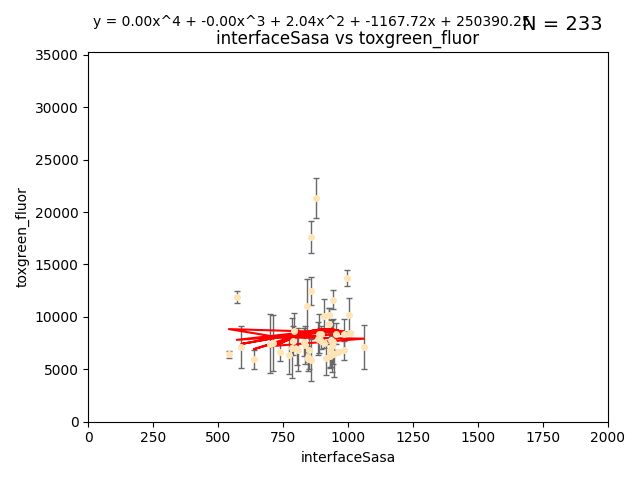 y = 0.00x^4 + -0.00x^3 + 2.04x^2 + -1167.72x + 250390.25
N = 233
interfaceSasa vs toxgreen_fluor
35000
30000
25000
20000
15000
10000
5000
0
toxgreen_fluor
0 250 500 750 1000 1250 1500 1750 2000
interfaceSasa